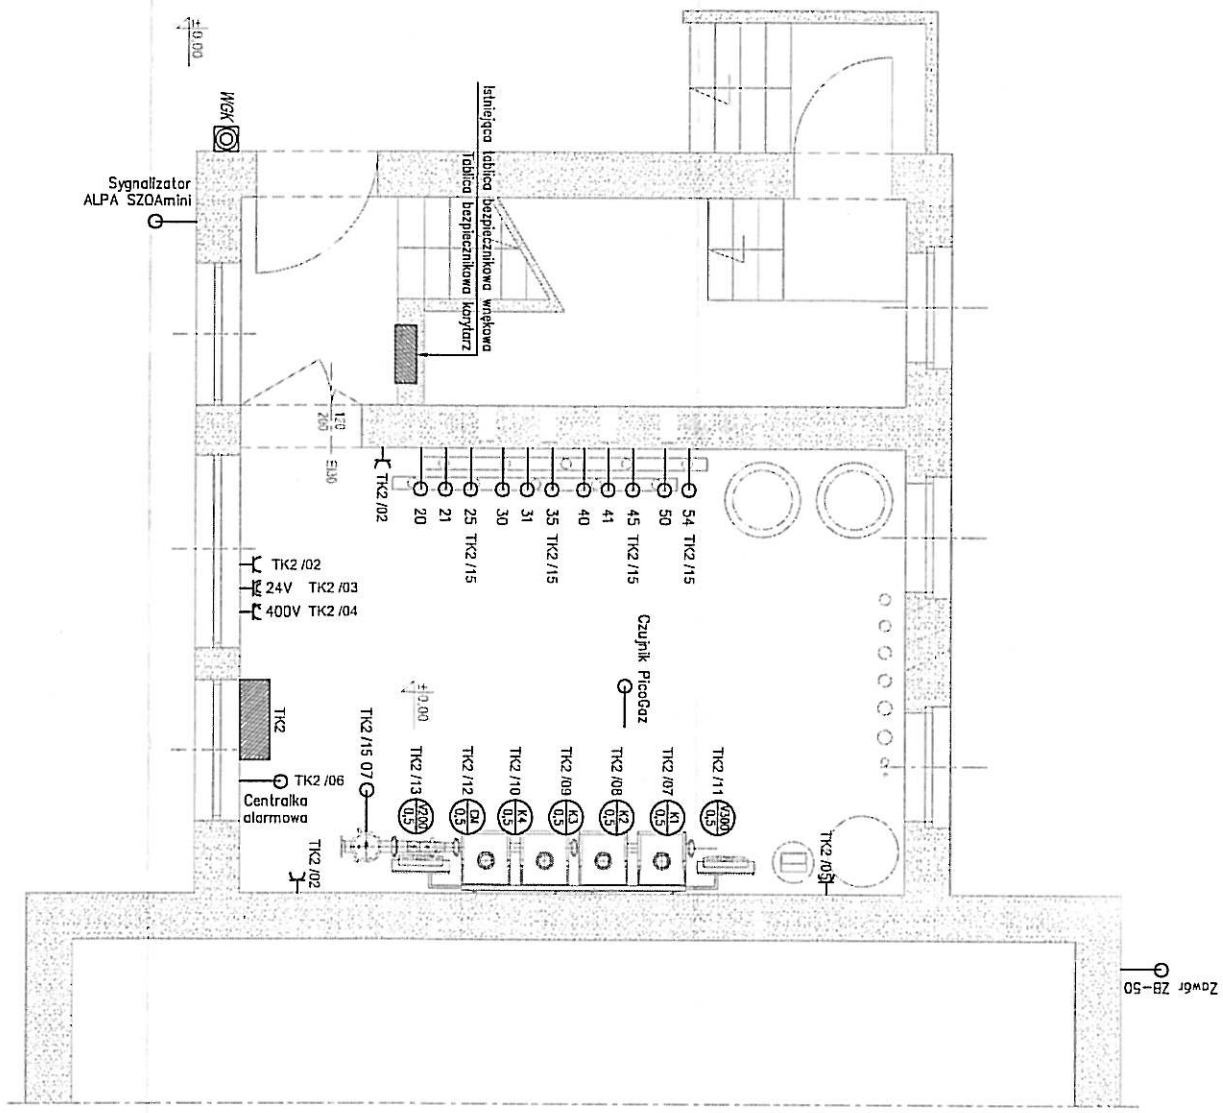 ±0.00
WGK
Sygnalizator
ALPA SZOAmini
Istniejąca tablica bezpiecznikowa wnękowa
Tablica bezpiecznikowa korytarz
120
200
EI30
TK2 /02
20
21
25 TK2 /15
30
31
35 TK2 /15
40
41
45 TK2 /15
50
54 TK2 /15
TK2 /02
24V TK2 /03
400V TK2 /04
Czujnik PicoGaz
±0.00
TK2
TK2 /06
Centralka
alarmowa
TK2 /15 07
TK2 /13
V200
0,5
TK2 /12
CM
0,5
TK2 /10
K4
0,5
TK2 /09
K3
0,5
TK2 /08
K2
0,5
TK2 /07
K1
0,5
TK2 /11
V300
0,5
TK2 /05
TK2 /02
Zawór ZB-50